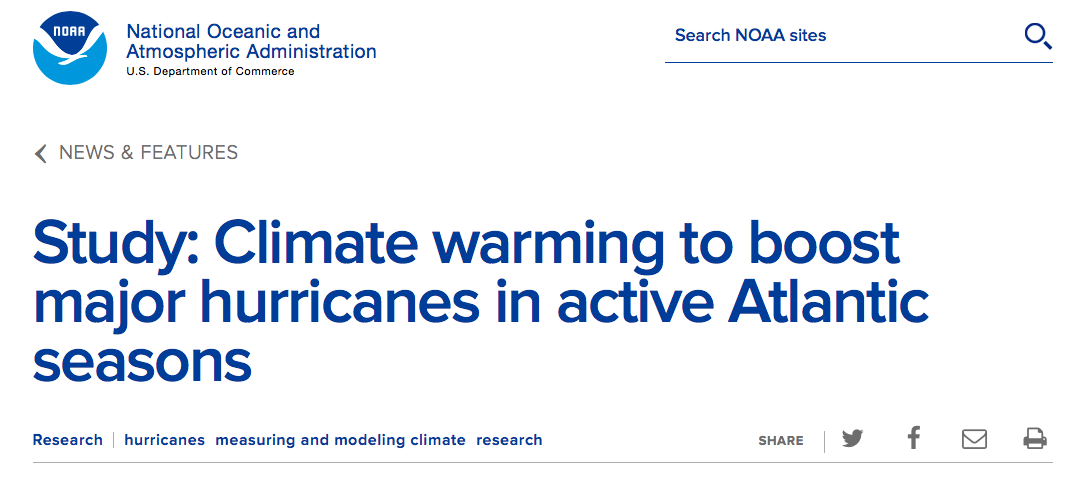 NOAA
National Oceanic and
Atmospheric Administration
U.S. Department of Commerce
Search NOAA sites
NEWS & FEATURES
Study: Climate warming to boost
major hurricanes in active Atlantic
seasons
Research | hurricanes measuring and modeling climate research
SHARE